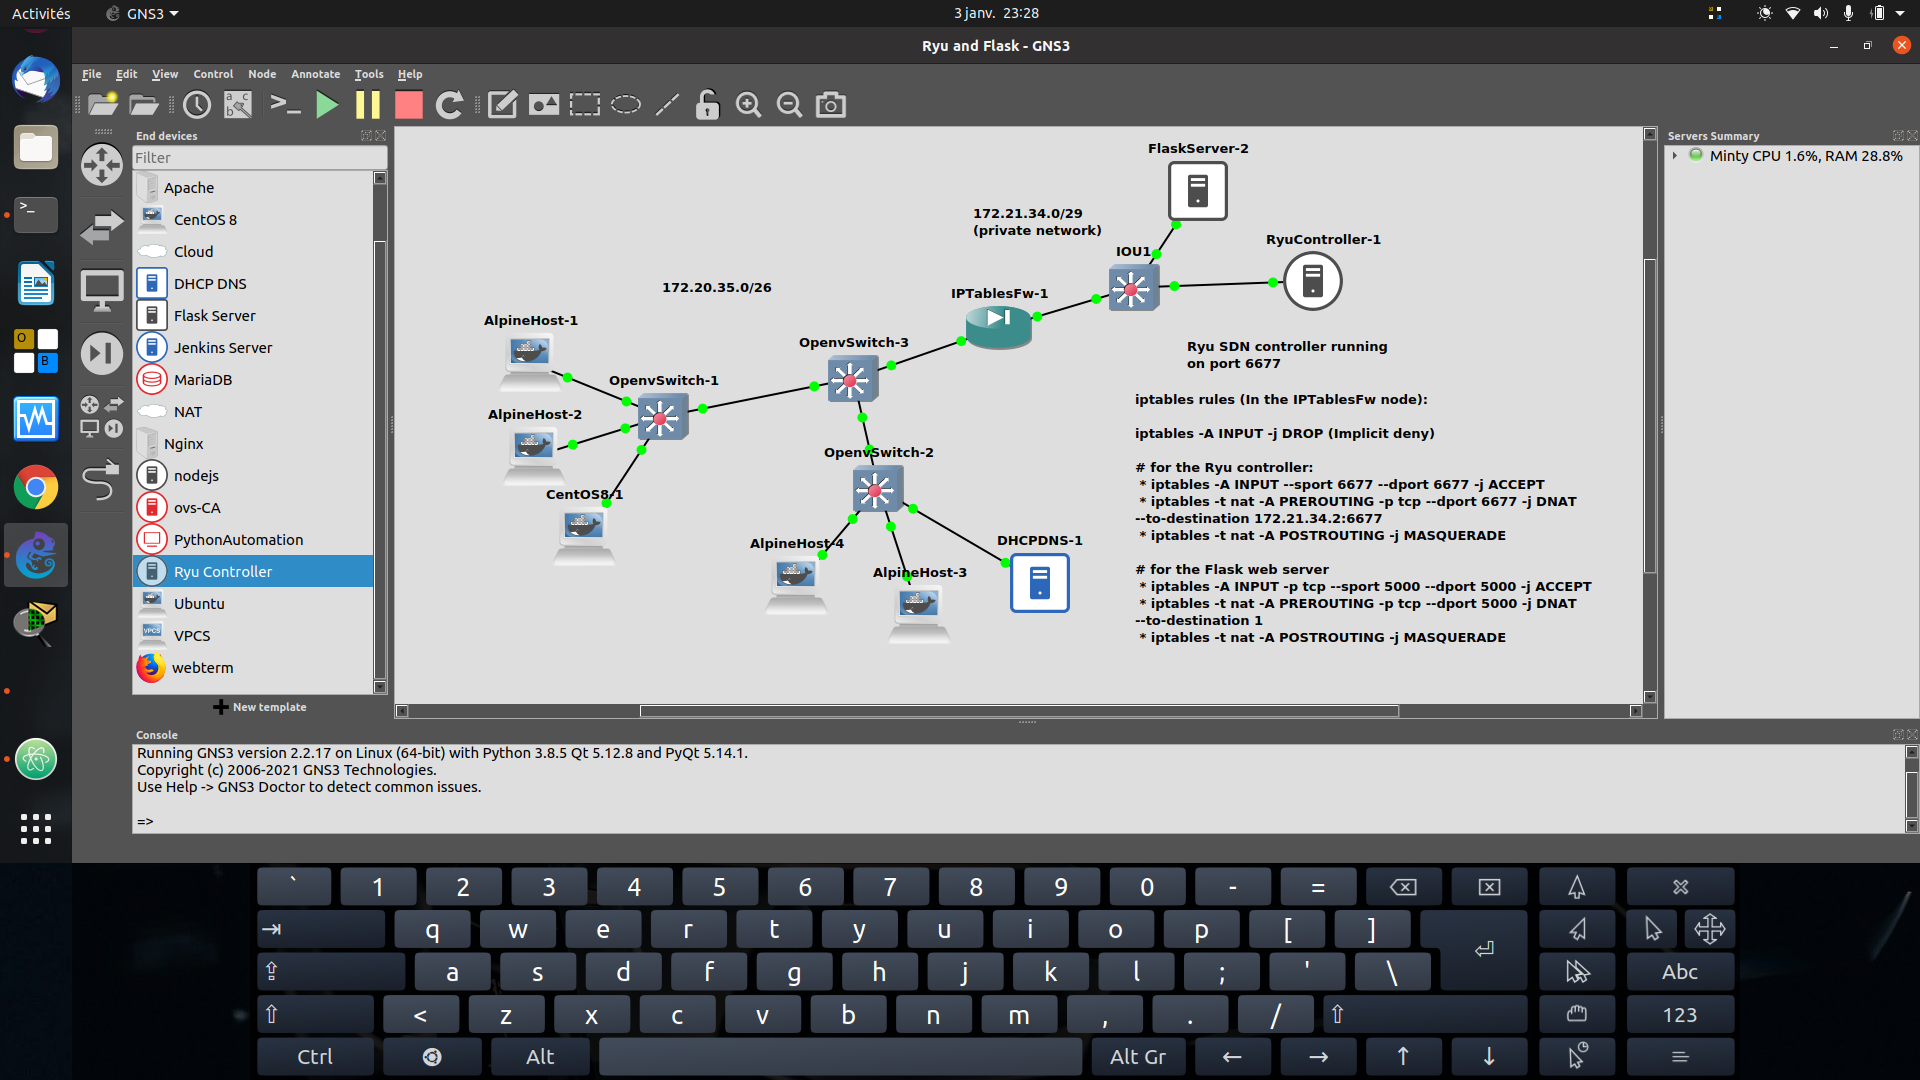 Activités
GNS3
3 janv. 23:28
Ryu and Flask - GNS3
File Edit View Control Node Annotate Tools Help
End devices
Filter
Apache
CentOS 8
Cloud
DHCP DNS
Flask Server
Jenkins Server
MariaDB
NAT
Nginx
nodejs
ovs-CA
PythonAutomation
Ryu Controller
Ubuntu
VPCS
webterm
New template
FlaskServer-2
172.21.34.0/29
(private network)
RyuController-1
IOU1
172.20.35.0/26
IPTablesFw-1
AlpineHost-1
OpenvSwitch-3
OpenvSwitch-1
AlpineHost-2
OpenvSwitch-2
CentOS8-1
AlpineHost-4
DHCPDNS-1
AlpineHost-3
Ryu SDN controller running
on port 6677
iptables rules (In the IPTablesFw node):
iptables -A INPUT -j DROP (Implicit deny)
# for the Ryu controller:
* iptables -A INPUT --sport 6677 --dport 6677 -j ACCEPT
* iptables -t nat -A PREROUTING -p tcp --dport 6677 -j DNAT
--to-destination 172.21.34.2:6677
* iptables -t nat -A POSTROUTING -j MASQUERADE
# for the Flask web server
* iptables -A INPUT -p tcp --sport 5000 --dport 5000 -j ACCEPT
* iptables -t nat -A PREROUTING -p tcp --dport 5000 -j DNAT
--to-destination 1
* iptables -t nat -A POSTROUTING -j MASQUERADE
Servers Summary
Minty CPU 1.6%, RAM 28.8%
Console
Running GNS3 version 2.2.17 on Linux (64-bit) with Python 3.8.5 Qt 5.12.8 and PyQt 5.14.1.
Copyright (c) 2006-2021 GNS3 Technologies.
Use Help -> GNS3 Doctor to detect common issues.
=>
` 1 2 3 4 5 6 7 8 9 0 - =
q w e r t y u i o p [ ]
a s d f g h j k l ; ' \ Abc
< z x c v b n m , . / 123
Ctrl Alt Alt Gr ← → ↑ ↓